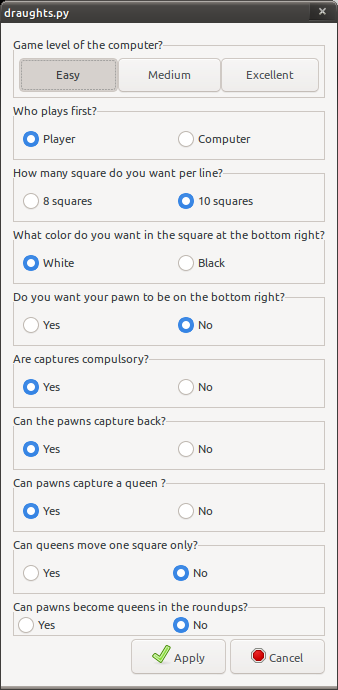 draughts.py
Game level of the computer?
Easy Medium Excellent
Who plays first?
Player Computer
How many square do you want per line?
8 squares 10 squares
What color do you want in the square at the bottom right?
White Black
Do you want your pawn to be on the bottom right?
Yes No
Are captures compulsory?
Yes No
Can the pawns capture back?
Yes No
Can pawns capture a queen ?
Yes No
Can queens move one square only?
Yes No
Can pawns become queens in the roundups?
Yes No
Apply Cancel